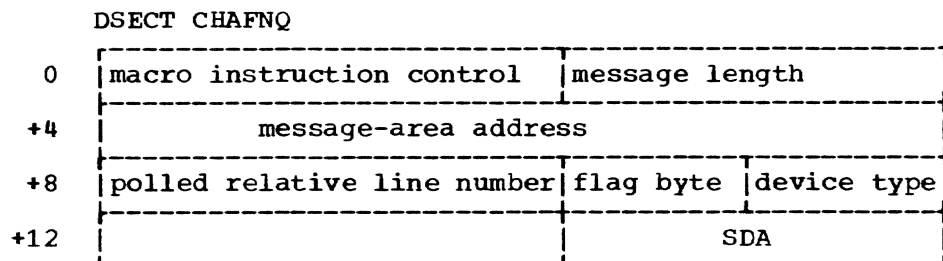 DSECT CHAFNQ
0 macro instruction control message length
+4 message-area address
+8 polled relative line number flag byte device type
+12 SDA